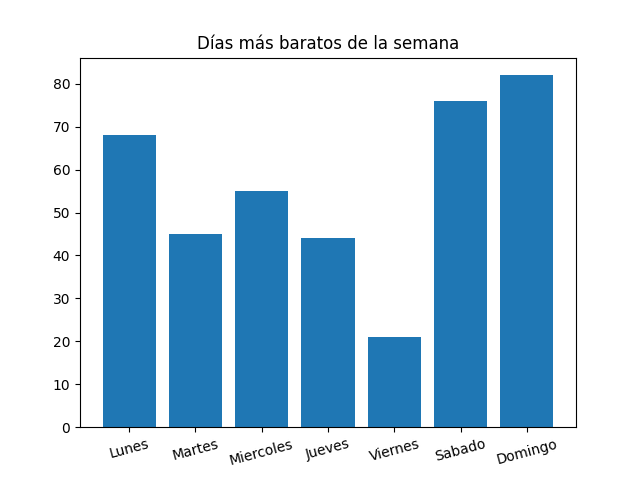 Días más baratos de la semana
80
70
60
50
40
30
20
10
0
Lunes
Martes
Miercoles
Jueves
Viernes
Sabado
Domingo